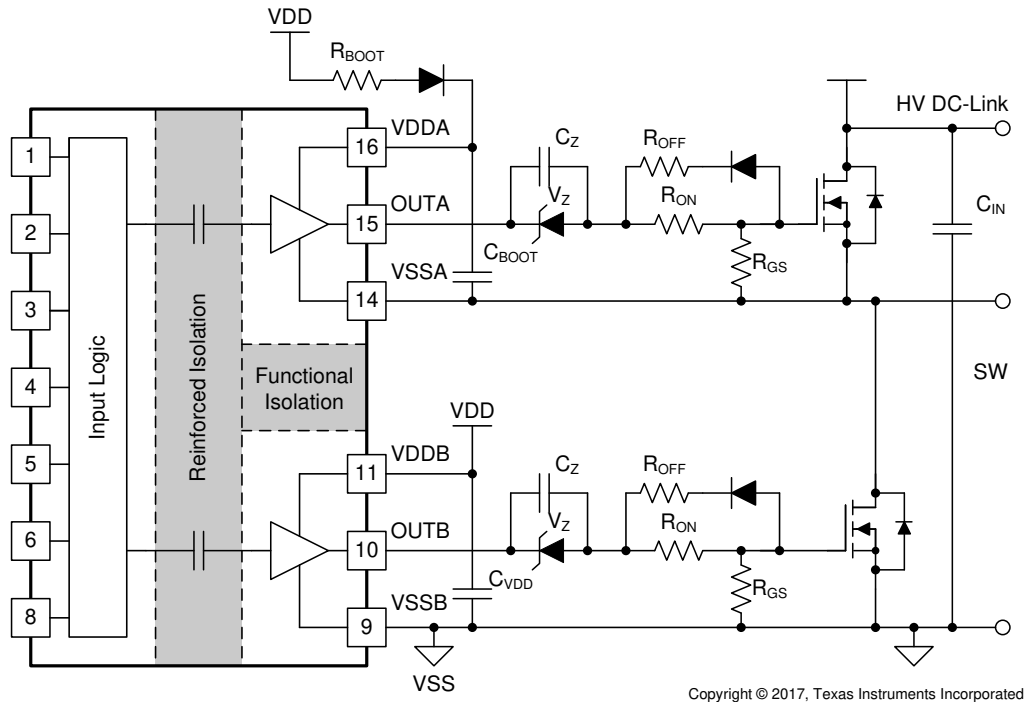 VDD
RBOOT
HV DC-Link
VDDA
1
16
CZ
ROFF
OUTA
VZ
RON
CIN
2
15
CBOOT
RGS
VSSA
3
14
Input Logic
Reinforced Isolation
Functional
Isolation
4
SW
VDD
VDDB
5
11
CZ
ROFF
OUTB
VZ
RON
6
10
CVDD
RGS
VSSB
8
9
VSS
Copyright © 2017, Texas Instruments Incorporated